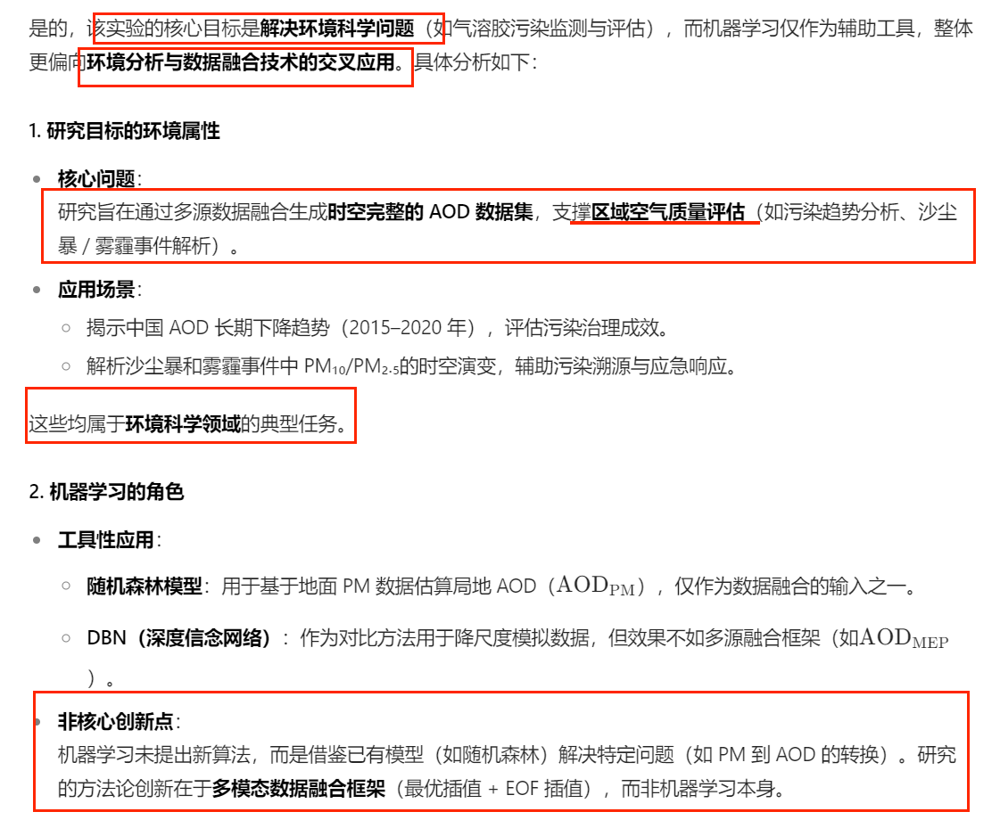 是的，该实验的核心目标是解决环境科学问题（如气溶胶污染监测与评估），而机器学习仅作为辅助工具，整体
更偏向环境分析与数据融合技术的交叉应用。具体分析如下：
1. 研究目标的环境属性
• 核心问题：
研究旨在通过多源数据融合生成时空完整的 AOD 数据集，支撑区域空气质量评估（如污染趋势分析、沙尘
暴 / 雾霾事件解析）。
• 应用场景：
○ 揭示中国 AOD 长期下降趋势（2015–2020 年），评估污染治理成效。
○ 解析沙尘暴和雾霾事件中 PM₁₀/PM₂.₅的时空演变，辅助污染溯源与应急响应。
这些均属于环境科学领域的典型任务。
2. 机器学习的角色
• 工具性应用：
○ 随机森林模型：用于基于地面 PM 数据估算局地 AOD（AOD_PM），仅作为数据融合的输入之一。
○ DBN（深度信念网络）：作为对比方法用于降尺度模拟数据，但效果不如多源融合框架（如AOD_MEP
）。
• 非核心创新点：
机器学习未提出新算法，而是借鉴已有模型（如随机森林）解决特定问题（如 PM 到 AOD 的转换）。研究
的方法论创新在于多模态数据融合框架（最优插值 + EOF 插值），而非机器学习本身。